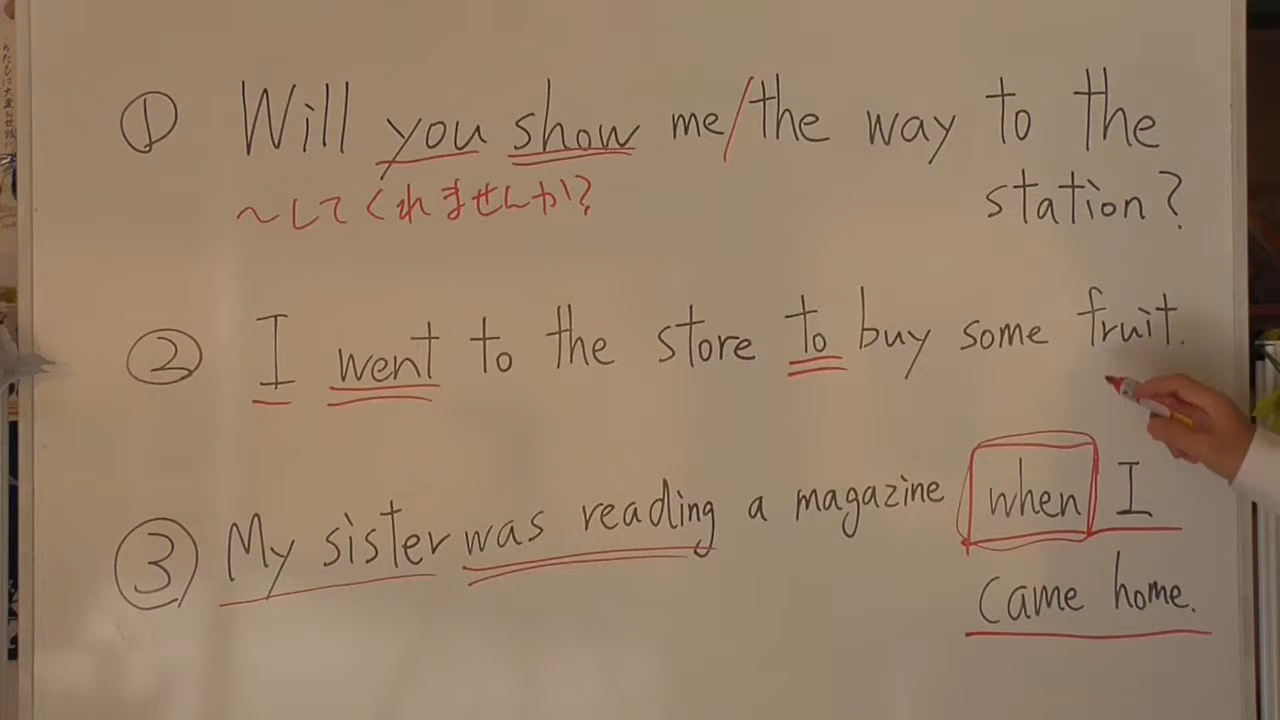 ① Will you show me/the way to the
station?
～してくれませんか?
② I went to the store to buy some fruit.
③ My sister was reading a magazine when I
came home.